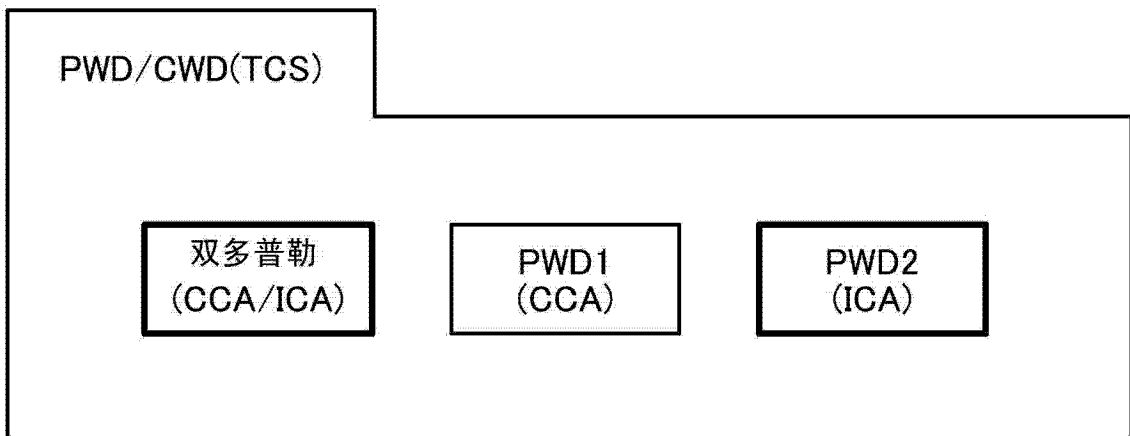 PWD/CWD(TCS)
双多普勒
(CCA/ICA)
PWD1
(CCA)
PWD2
(ICA)